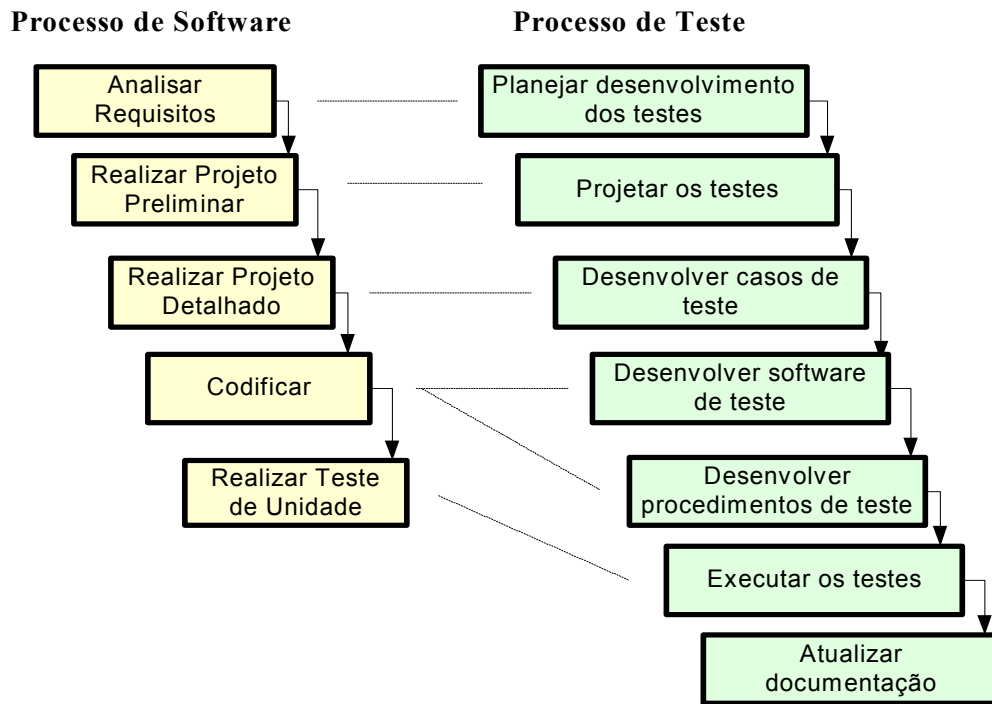 Processo de Software
Processo de Teste
Analisar
Requisitos
Planejar desenvolvimento
dos testes
Realizar Projeto
Preliminar
Projetar os testes
Realizar Projeto
Detalhado
Desenvolver casos de
teste
Codificar
Desenvolver software
de teste
Realizar Teste
de Unidade
Desenvolver
procedimentos de teste
Executar os testes
Atualizar
documentação